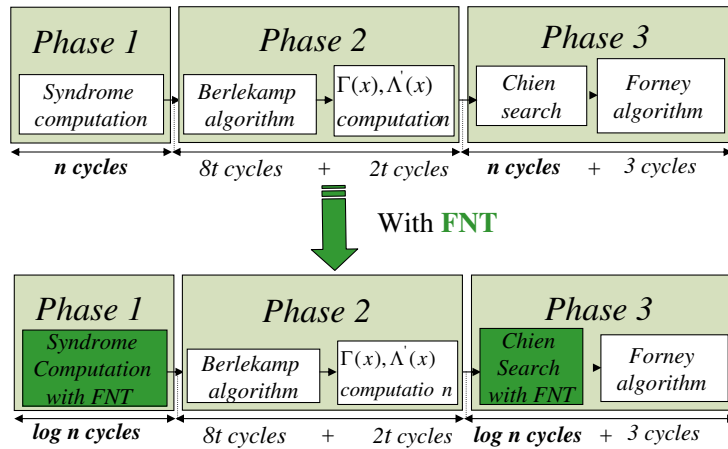 Phase 1
Phase 2
Phase 3
Syndrome
computation
Berlekamp
algorithm
Γ(x),Λ'(x)
computation
Chien
search
Forney
algorithm
n cycles
8t cycles + 2t cycles
n cycles + 3 cycles
With FNT
Phase 1
Phase 2
Phase 3
Syndrome
Computation
with FNT
Berlekamp
algorithm
Γ(x),Λ'(x)
computatio n
Chien
Search
with FNT
Forney
algorithm
log n cycles
8t cycles + 2t cycles
log n cycles + 3 cycles